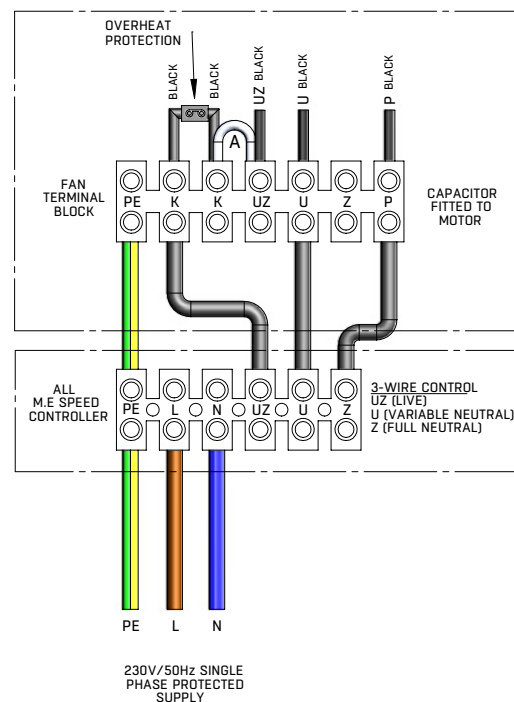 OVERHEAT
PROTECTION
BLACK
BLACK
UZ BLACK
U BLACK
P BLACK
A
FAN
TERMINAL
BLOCK
PE K K UZ U Z P
CAPACITOR
FITTED TO
MOTOR
ALL
M.E SPEED
CONTROLLER
PE L N UZ U Z
3-WIRE CONTROL
UZ (LIVE)
U (VARIABLE NEUTRAL)
Z (FULL NEUTRAL)
PE L N
230V/50Hz SINGLE
PHASE PROTECTED
SUPPLY